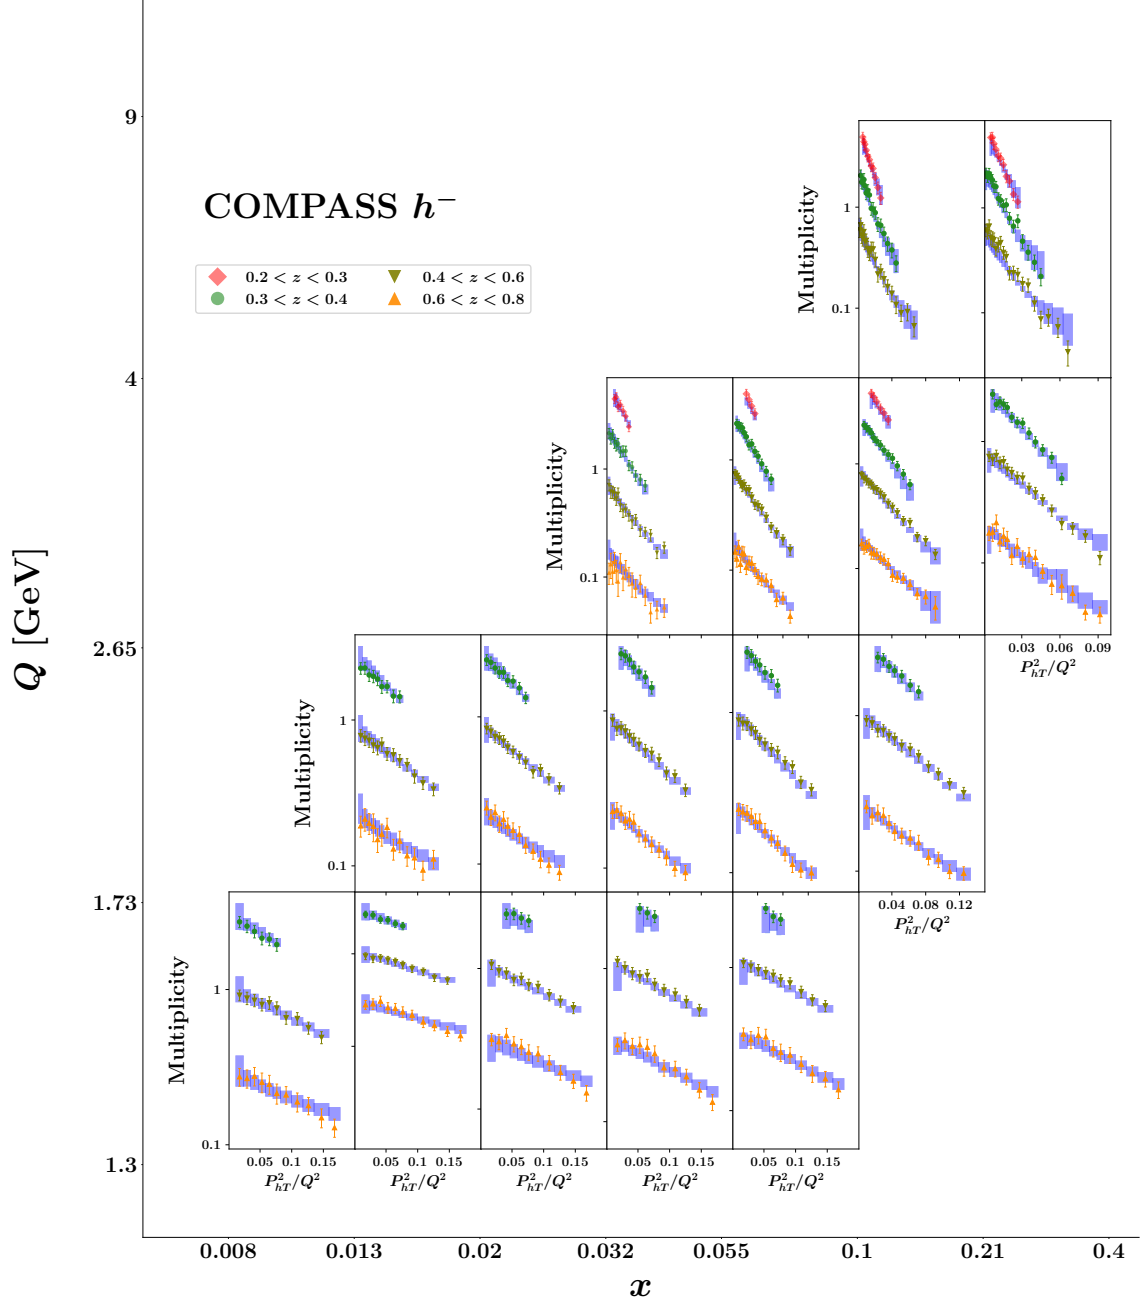 9
COMPASS h−
0.2 < z < 0.3
0.4 < z < 0.6
0.3 < z < 0.4
0.6 < z < 0.8
Multiplicity
1
0.1
4
Multiplicity
1
0.1
0.03 0.06 0.09
P²hT/Q²
Q [GeV]
2.65
Multiplicity
1
0.1
0.04 0.08 0.12
P²hT/Q²
1.73
Multiplicity
1
0.1
0.05 0.1 0.15 0.05 0.1 0.15 0.05 0.1 0.15 0.05 0.1 0.15 0.05 0.1 0.15
P²hT/Q² P²hT/Q² P²hT/Q² P²hT/Q² P²hT/Q²
1.3
0.008 0.013 0.02 0.032 0.055 0.1 0.21 0.4
x